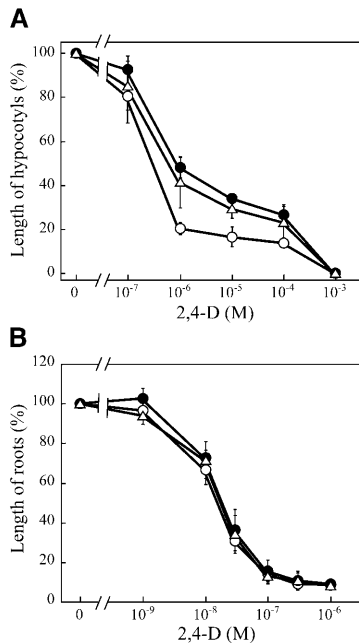 A
Length of hypocotyls (%)
100
80
60
40
20
0
0 10⁻⁷ 10⁻⁶ 10⁻⁵ 10⁻⁴ 10⁻³
2,4-D (M)
B
Length of roots (%)
120
100
80
60
40
20
0
0 10⁻⁹ 10⁻⁸ 10⁻⁷ 10⁻⁶
2,4-D (M)